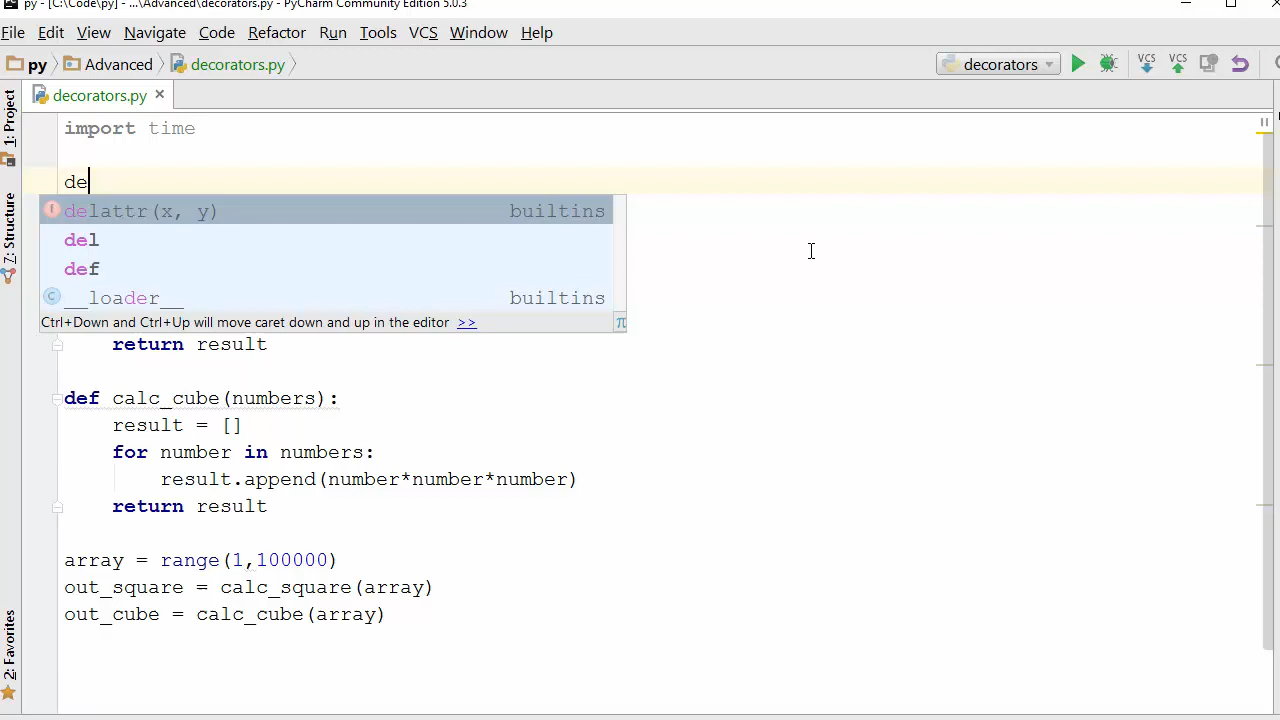 py - [C:\Code\py] - ...\Advanced\decorators.py - PyCharm Community Edition 5.0.3
File Edit View Navigate Code Refactor Run Tools VCS Window Help
py Advanced decorators.py decorators VCS VCS
1: Project
7: Structure
2: Favorites
decorators.py
import time
de
delattr(x, y) builtins
del
def
__loader__ builtins
Ctrl+Down and Ctrl+Up will move caret down and up in the editor >> π
return result
def calc_cube(numbers):
result = []
for number in numbers:
result.append(number*number*number)
return result
array = range(1,100000)
out_square = calc_square(array)
out_cube = calc_cube(array)